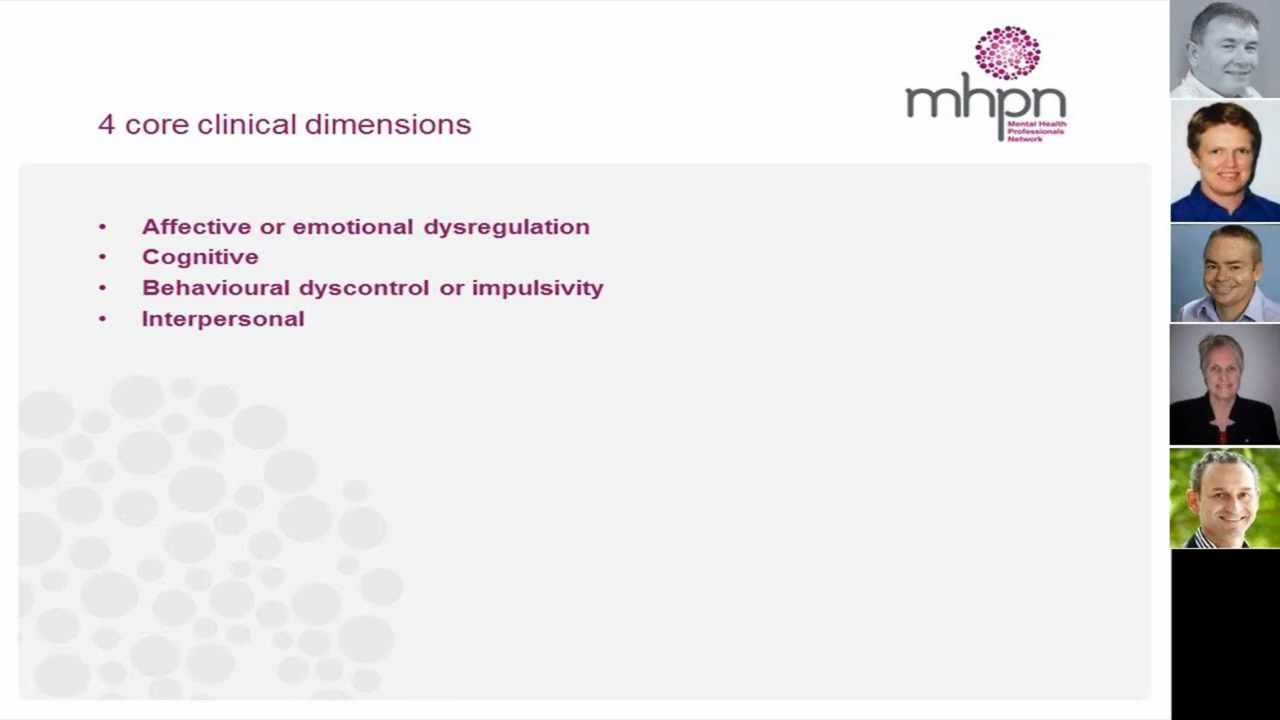 mhpn
Mental Health
Professionals
Network
4 core clinical dimensions
• Affective or emotional dysregulation
• Cognitive
• Behavioural dyscontrol or impulsivity
• Interpersonal